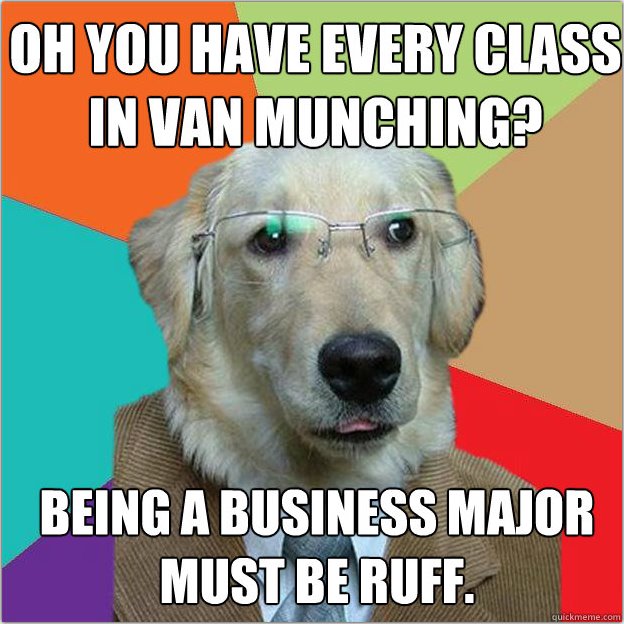 OH YOU HAVE EVERY CLASS
IN VAN MUNCHING?
BEING A BUSINESS MAJOR
MUST BE RUFF.
quickmeme.com